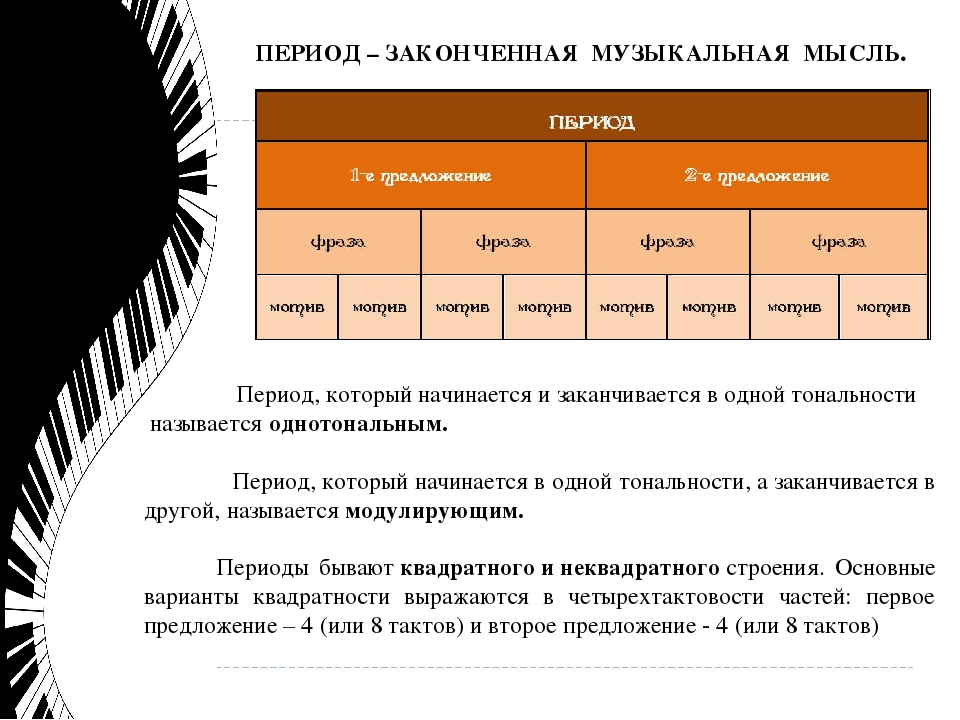 ПЕРИОД – ЗАКОНЧЕННАЯ МУЗЫКАЛЬНАЯ МЫСЛЬ.
ПЕРИОД
1-е предложение 2-е предложение
фраза фраза фраза фраза
мотив мотив мотив мотив мотив мотив мотив мотив
Период, который начинается и заканчивается в одной тональности
называется однотональным.
Период, который начинается в одной тональности, а заканчивается в
другой, называется модулирующим.
Периоды бывают квадратного и неквадратного строения. Основные
варианты квадратности выражаются в четырехтактовости частей: первое
предложение – 4 (или 8 тактов) и второе предложение - 4 (или 8 тактов)